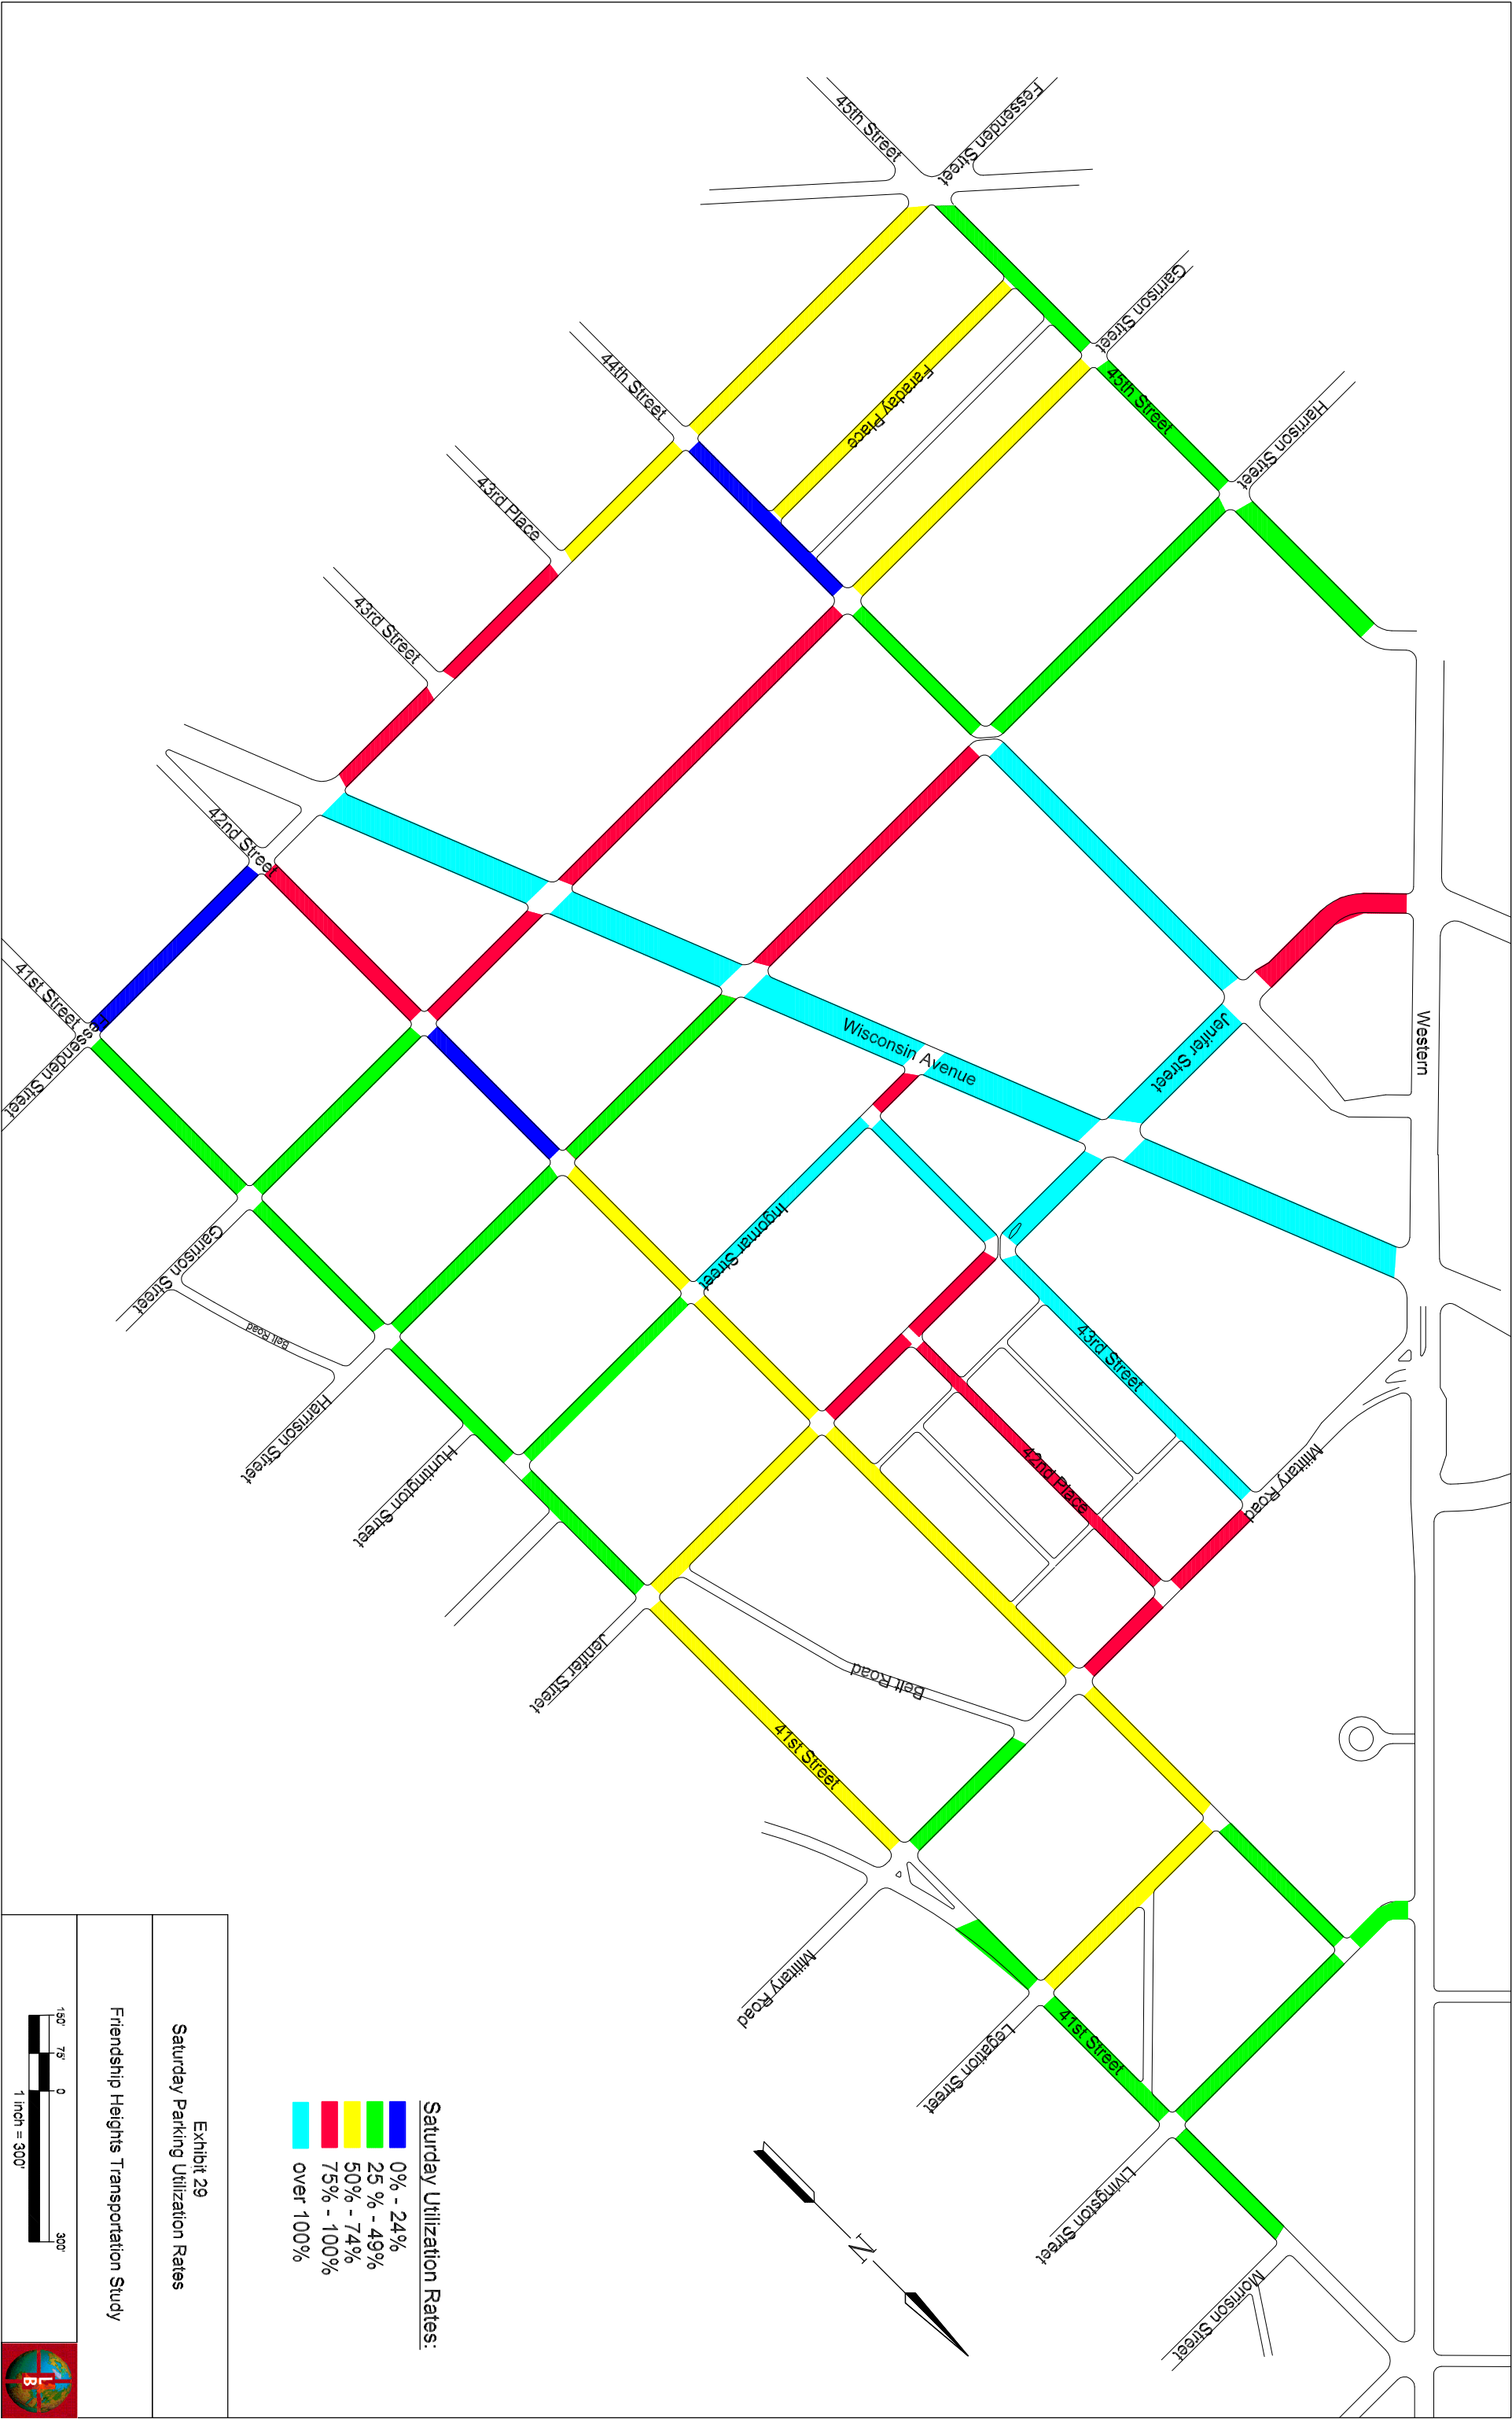 45th Street
Fessenden Street
Garrison Street
45th Street
Harrison Street
44th Street
Faraday Place
43rd Place
43rd Street
42nd Street
41st Street
Fessenden Street
Wisconsin Avenue
Jenifer Street
Western
Ingomar Street
Garrison Street
Belt Road
Harrison Street
Huntington Street
43rd Street
42nd Place
Military Road
Jenifer Street
Belt Road
41st Street
Military Road
Legation Street
41st Street
Livingston Street
Morrison Street
N
Saturday Utilization Rates:
0% - 24%
25 % - 49%
50% - 74%
75% - 100%
over 100%
Exhibit 29
Saturday Parking Utilization Rates
Friendship Heights Transportation Study
150' 75' 0 300'
1 inch = 300'
L
B